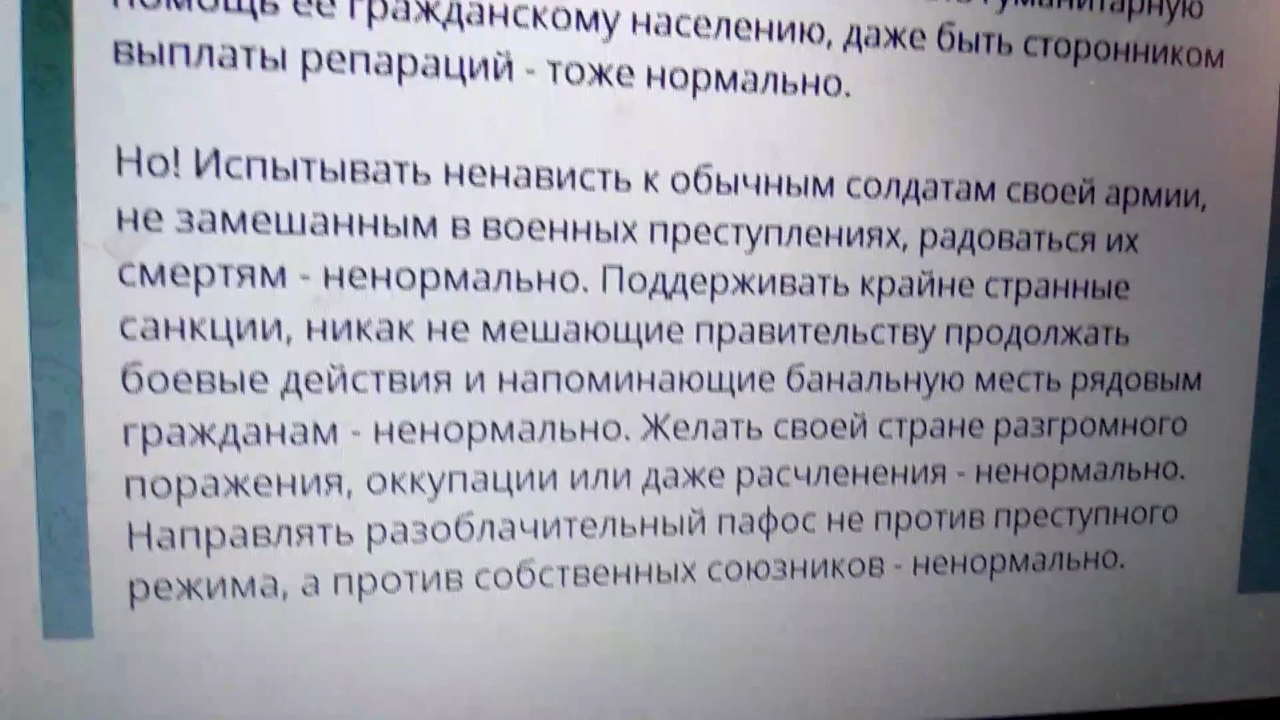 помощь ее гражданскому населению, даже быть сторонником
выплаты репараций - тоже нормально.
Но! Испытывать ненависть к обычным солдатам своей армии,
не замешанным в военных преступлениях, радоваться их
смертям - ненормально. Поддерживать крайне странные
санкции, никак не мешающие правительству продолжать
боевые действия и напоминающие банальную месть рядовым
гражданам - ненормально. Желать своей стране разгромного
поражения, оккупации или даже расчленения - ненормально.
Направлять разоблачительный пафос не против преступного
режима, а против собственных союзников - ненормально.